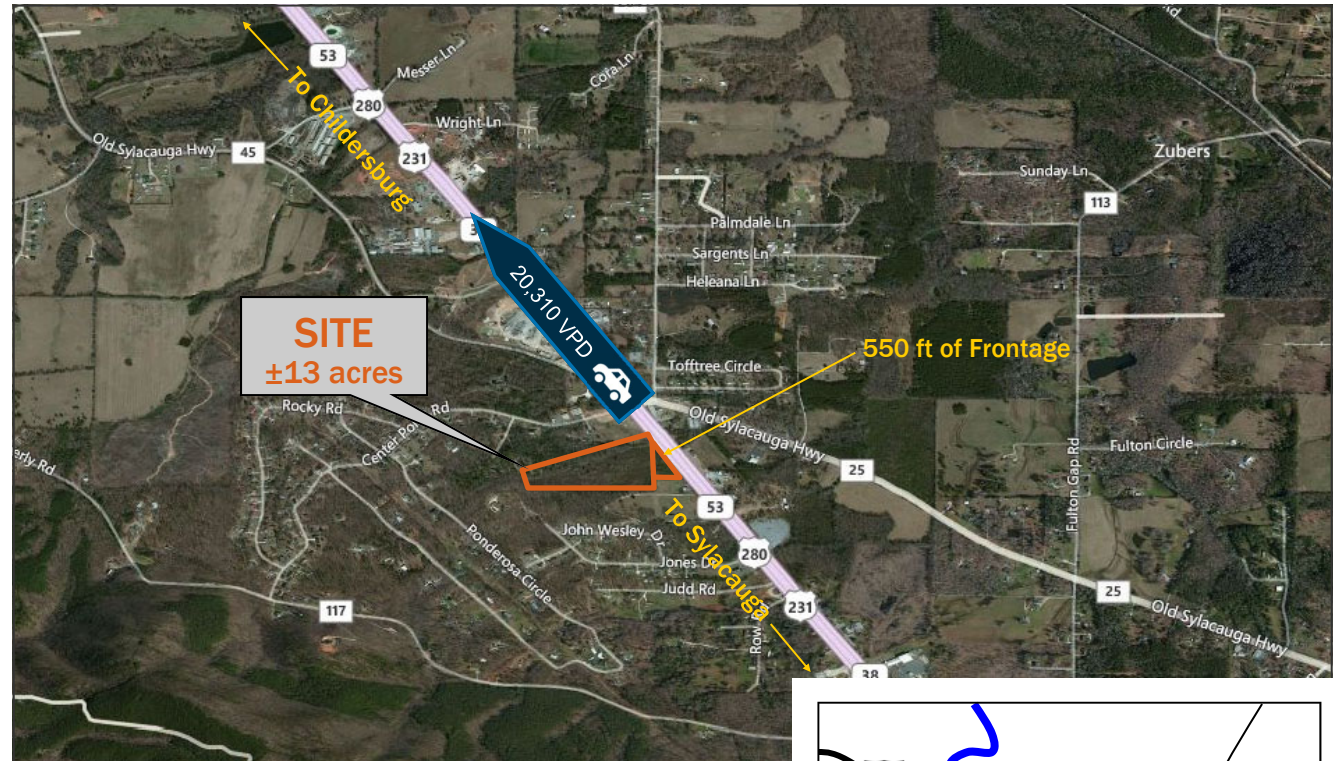 53
Messer Ln
Cora Ln
Rd
To Childersburg
280
Wright Ln
Old Sylacauga Hwy
45
231
Zubers
Sunday Ln
113
Palmdale Ln
Sargents Ln
Heleana Ln
20,310 VPD
SITE
±13 acres
550 ft of Frontage
Tofftree Circle
Rocky Rd
Center
Rd
Old Sylacauga Hwy
Fulton Circle
Fulton Gap Rd
25
53
To Sylacauga
John Wesley Dr
Ponderosa Circle
280
Jones
Judd Rd
231
25
Old Sylacauga Hwy
117
Row
38